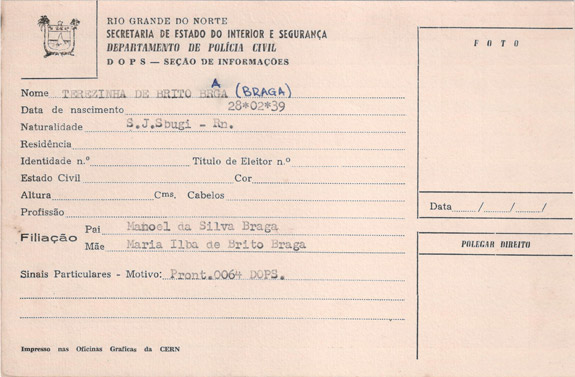 RIO GRANDE DO NORTE
SECRETARIA DE ESTADO DO INTERIOR E SEGURANÇA
DEPARTAMENTO DE POLÍCIA CIVIL
DOPS — SEÇÃO DE INFORMAÇÕES
FOTO
A
Nome TEREZINHA DE BRITO BRGA (BRAGA)
Data de nascimento 28*02*39
Naturalidade S.J.Sbugi - Rn.
Residência
Identidade n.º Titulo de Eleitor n.º
Estado Civil Cor
Altura Cms. Cabelos
Data / / /
Profissão
Filiação
Pai Manoel da Silva Braga
Mãe Maria Ilba de Brito Braga
POLEGAR DIREITO
Sinais Particulares - Motivo: Pront.0064 DOPS.
Impresso nas Oficinas Graficas da CERN